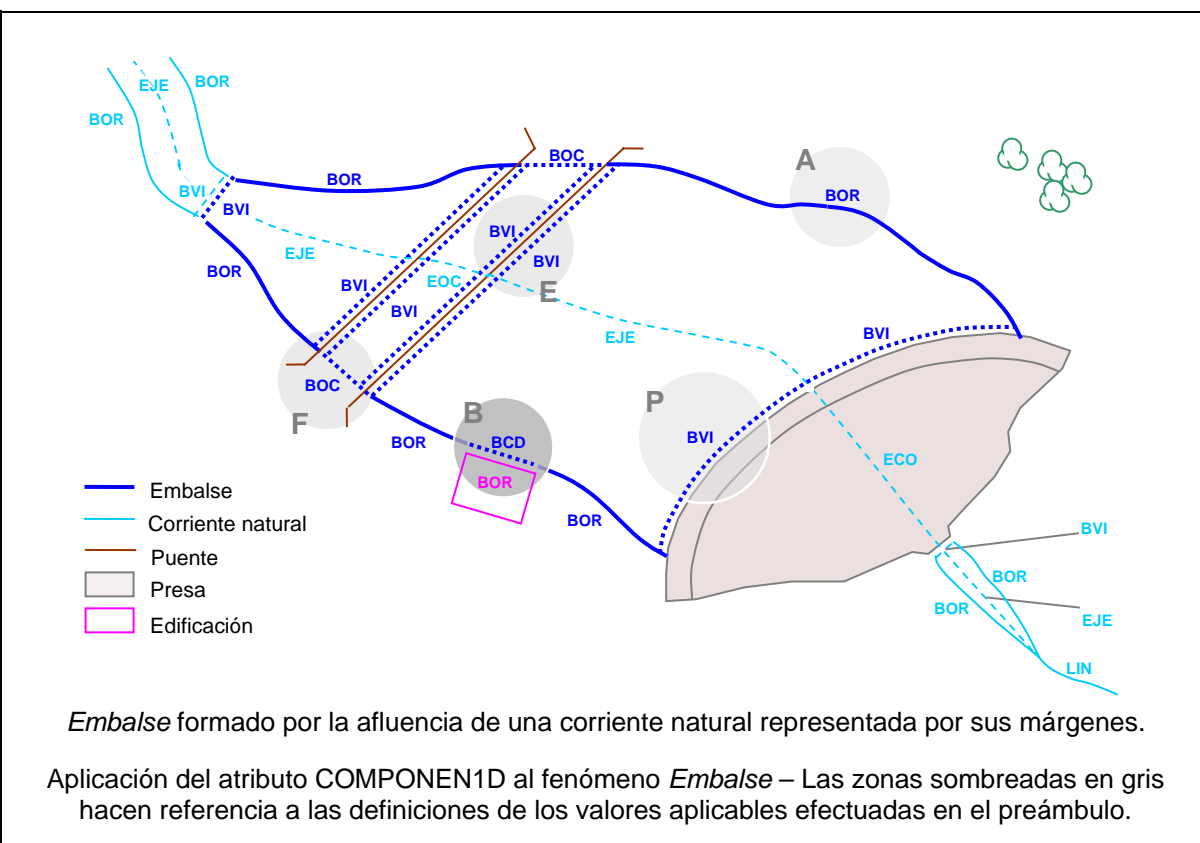 EJE
BOR
BOR
BOC
A
BOR
BVI
BOR
BVI
BVI
EJE
BOR
BVI
BVI
EOC
E
BVI
EJE
BVI
BOC
F
B
P
BOR
BCD
BVI
ECO
BOR
BOR
BVI
BOR
BOR
EJE
LIN
Embalse
Corriente natural
Puente
Presa
Edificación
Embalse formado por la afluencia de una corriente natural representada por sus márgenes.
Aplicación del atributo COMPONEN1D al fenómeno Embalse – Las zonas sombreadas en gris
hacen referencia a las definiciones de los valores aplicables efectuadas en el preámbulo.